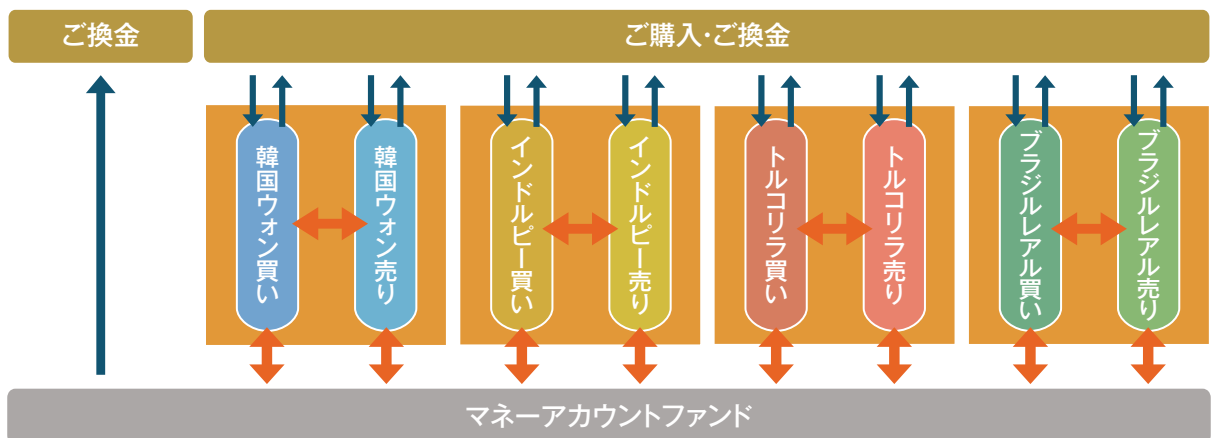 ご換金
ご購入・ご換金
韓国ウォン買い
韓国ウォン売り
インドルピー買い
インドルピー売り
トルコリラ買い
トルコリラ売り
ブラジルレアル買い
ブラジルレアル売り
マネーアカウントファンド